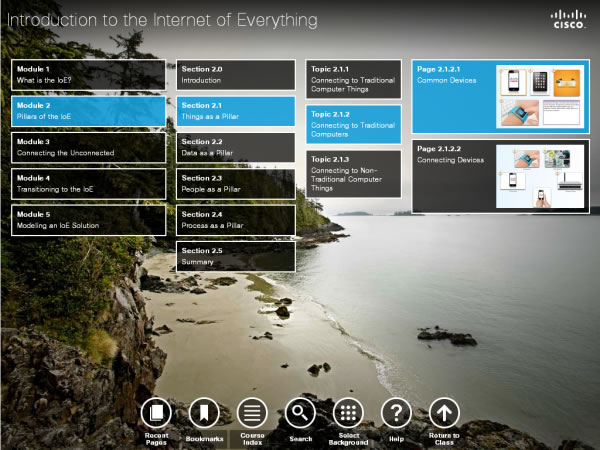 Introduction to the Internet of Everything
CISCO
Module 1
What is the IoE?
Module 2
Pillars of the IoE
Module 3
Connecting the Unconnected
Module 4
Transitioning to the IoE
Module 5
Modeling an IoE Solution
Section 2.0
Introduction
Section 2.1
Things as a Pillar
Section 2.2
Data as a Pillar
Section 2.3
People as a Pillar
Section 2.4
Process as a Pillar
Section 2.5
Summary
Topic 2.1.1
Connecting to Traditional
Computer Things
Topic 2.1.2
Connecting to Traditional
Computers
Topic 2.1.3
Connecting to Non-
Traditional Computer
Things
Page 2.1.2.1
Common Devices
Page 2.1.2.2
Connecting Devices
Recent
Pages
Bookmarks
Course
Index
Search
Select
Background
Help
Return to
Class